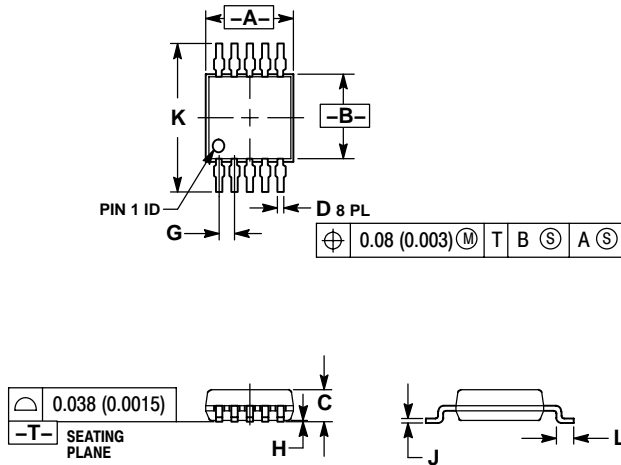 –A–
K
–B–
PIN 1 ID
D 8 PL
G
⌖ 0.08 (0.003) Ⓜ T B Ⓢ A Ⓢ
⌓ 0.038 (0.0015)
–T– SEATING
PLANE
C
H
J
L